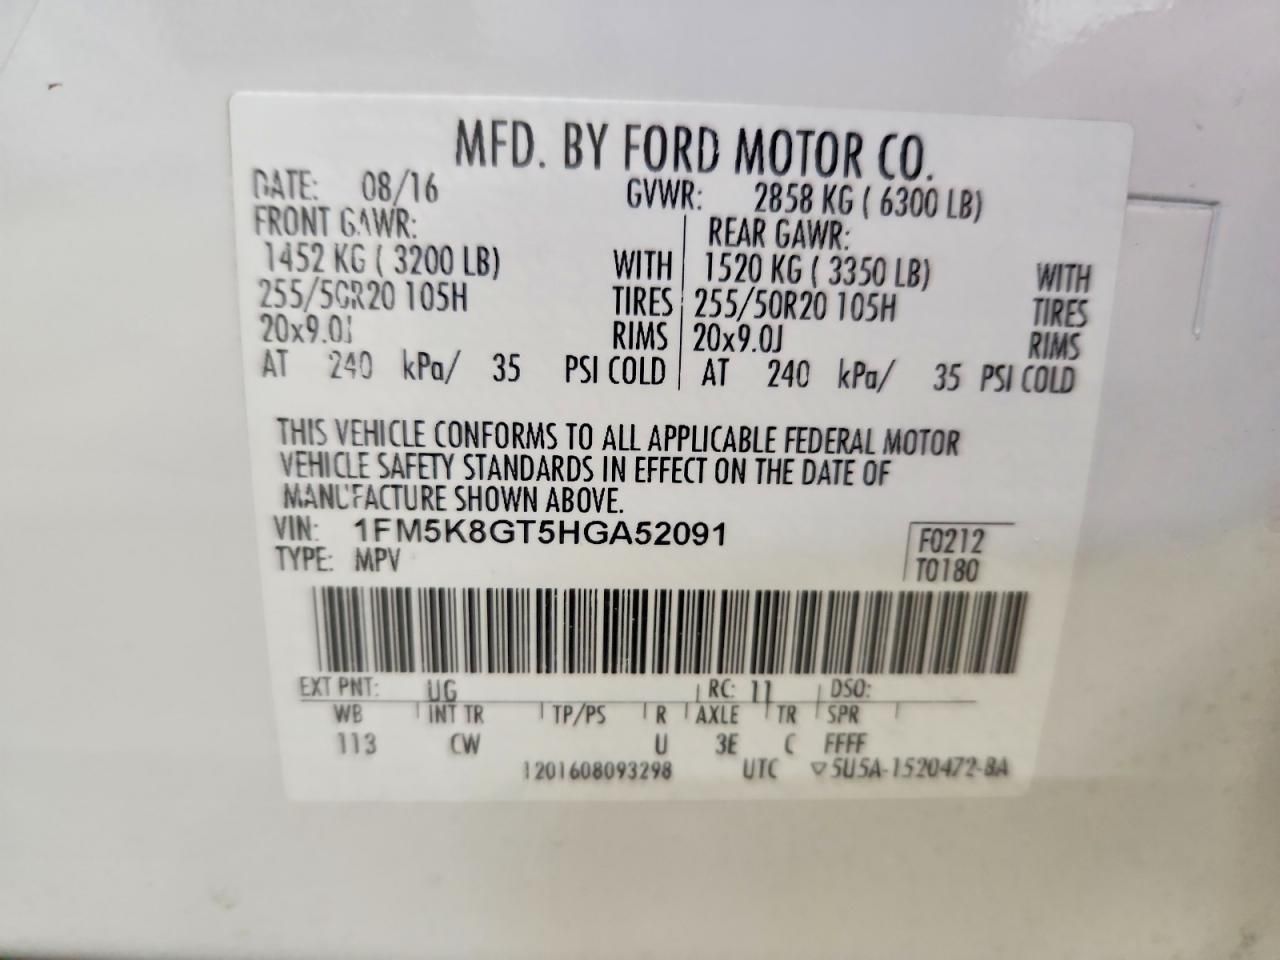 MFD. BY FORD MOTOR CO.
DATE: 08/16 GVWR: 2858 KG ( 6300 LB)
FRONT GAWR: REAR GAWR:
1452 KG ( 3200 LB) WITH 1520 KG ( 3350 LB) WITH
255/50R20 105H TIRES 255/50R20 105H TIRES
20x9.0J RIMS 20x9.0J RIMS
AT 240 kPa/ 35 PSI COLD AT 240 kPa/ 35 PSI COLD
THIS VEHICLE CONFORMS TO ALL APPLICABLE FEDERAL MOTOR
VEHICLE SAFETY STANDARDS IN EFFECT ON THE DATE OF
MANUFACTURE SHOWN ABOVE.
VIN: 1FM5K8GT5HGA52091 F0212
TYPE: MPV T0180
EXT PNT: UG RC: 11 DSO:
WB INT TR TP/PS R AXLE TR SPR
113 CW U 3E C FFFF
1201608093298 UTC ▽5U5A-1520472-BA